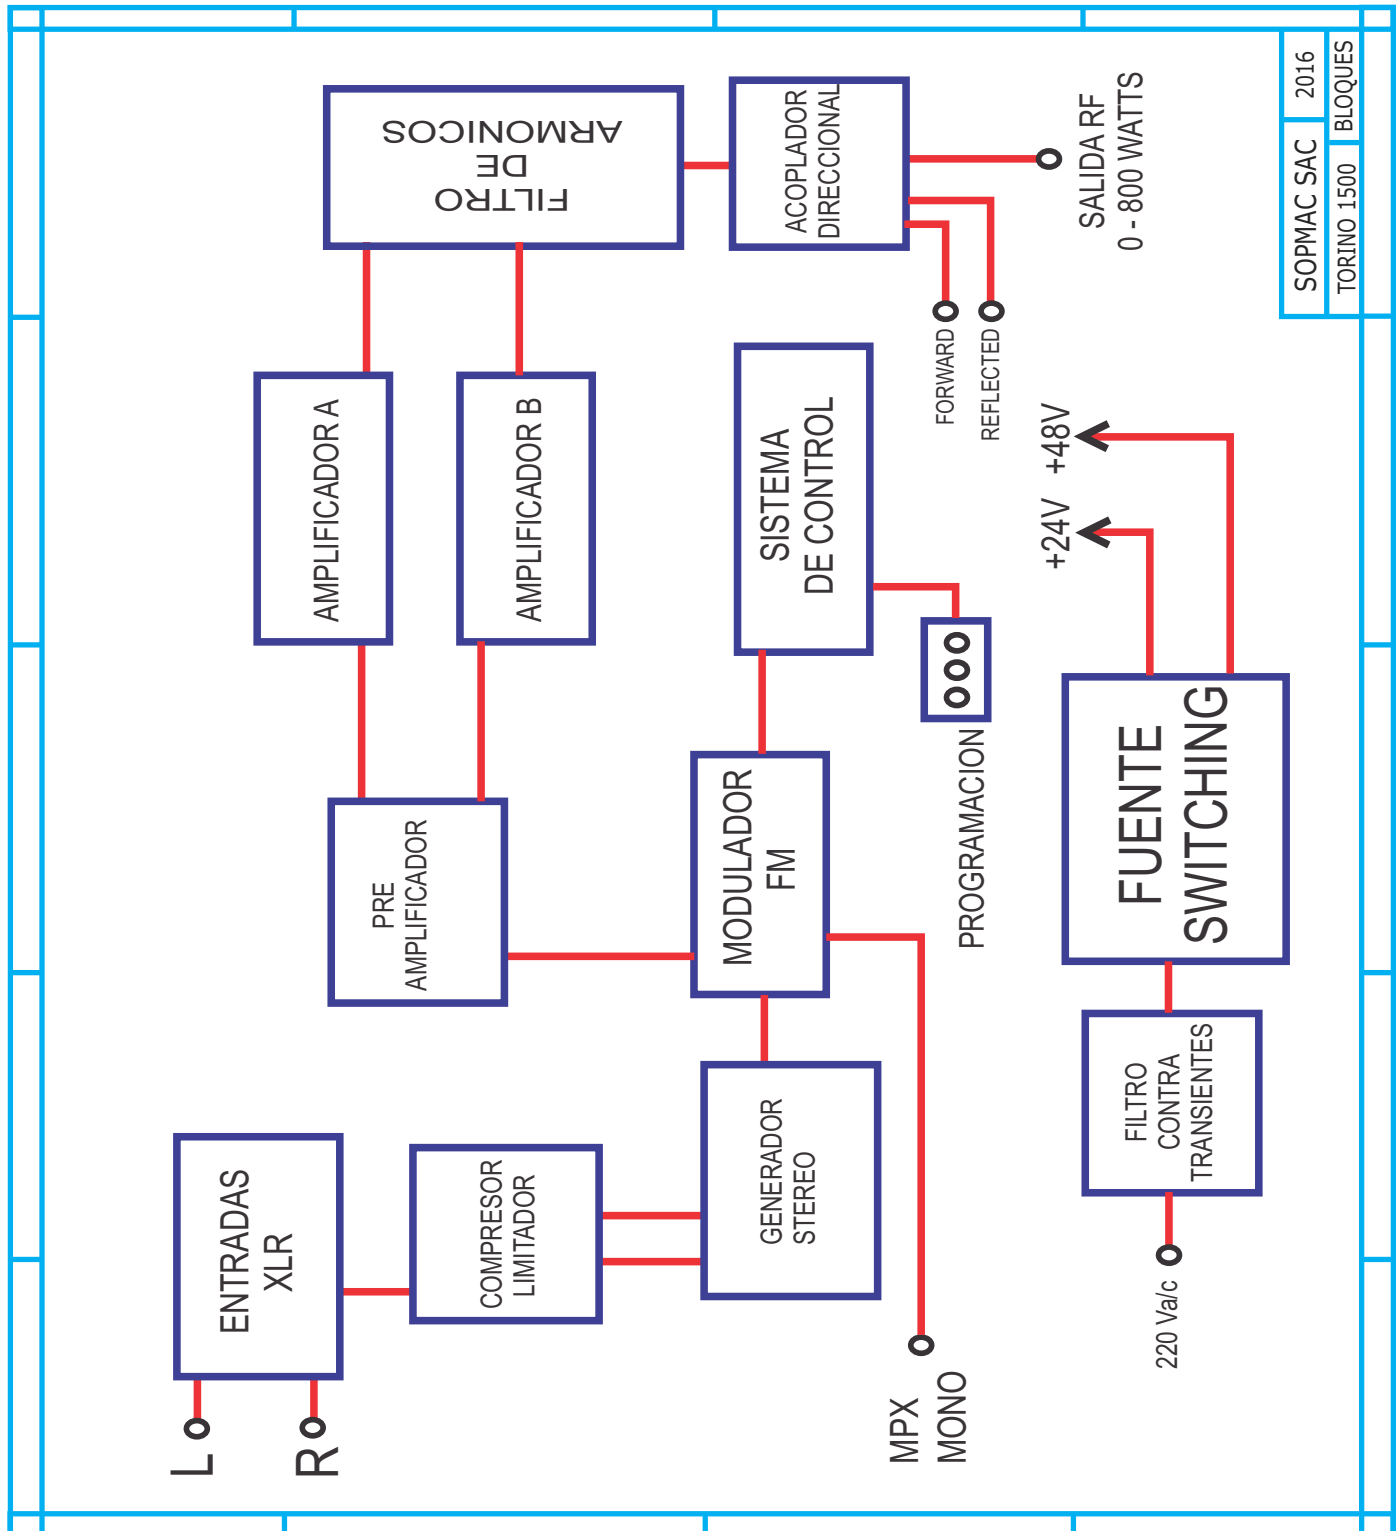 L
R
ENTRADAS
XLR
COMPRESOR
LIMITADOR
GENERADOR
STEREO
MPX
MONO
PRE
AMPLIFICADOR
MODULADOR
FM
PROGRAMACION
AMPLIFICADOR A
AMPLIFICADOR B
SISTEMA
DE CONTROL
FILTRO
DE
ARMONICOS
ACOPLADOR
DIRECCIONAL
FORWARD
REFLECTED
SALIDA RF
0 - 800 WATTS
220 Va/c
FILTRO
CONTRA
TRANSIENTES
FUENTE
SWITCHING
+24V
+48V
SOPMAC SAC
2016
TORINO 1500
BLOQUES